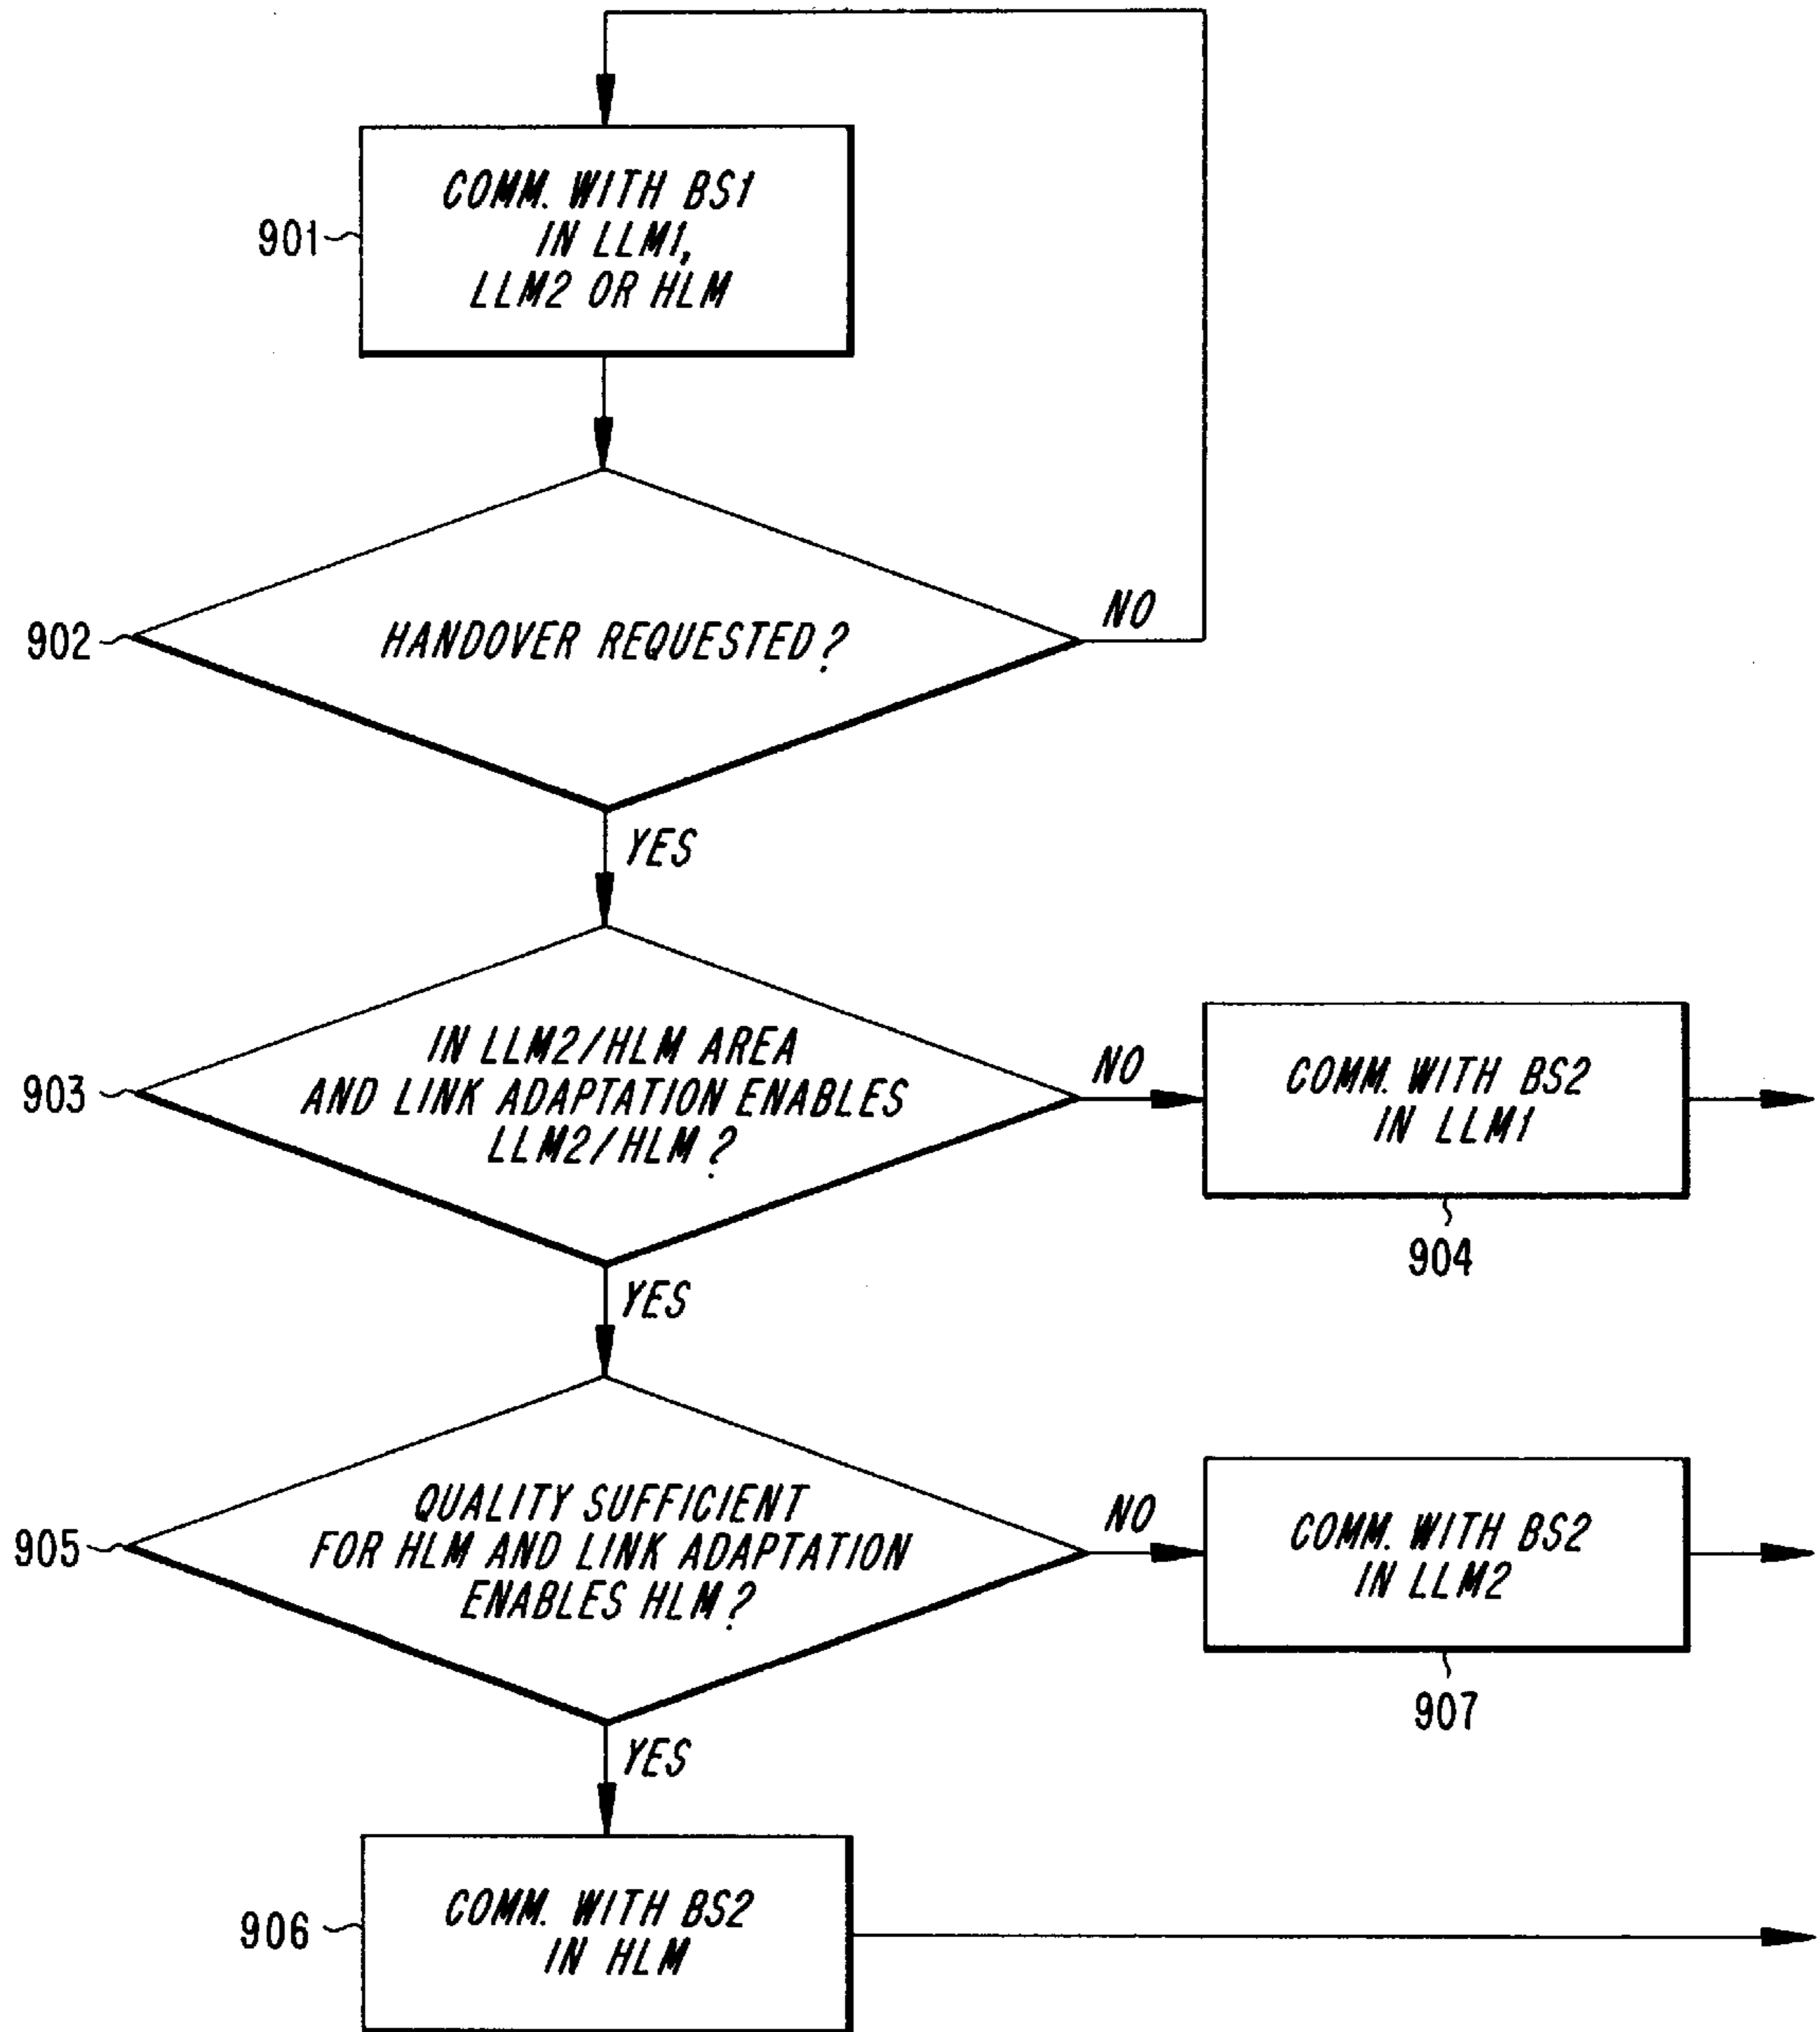 COMM. WITH BS1
IN LLM1,
LLM2 OR HLM
901
HANDOVER REQUESTED?
NO
902
YES
IN LLM2/HLM AREA
AND LINK ADAPTATION ENABLES
LLM2/HLM?
903
NO
COMM. WITH BS2
IN LLM1
904
YES
QUALITY SUFFICIENT
FOR HLM AND LINK ADAPTATION
ENABLES HLM?
905
NO
COMM. WITH BS2
IN LLM2
907
YES
COMM. WITH BS2
IN HLM
906